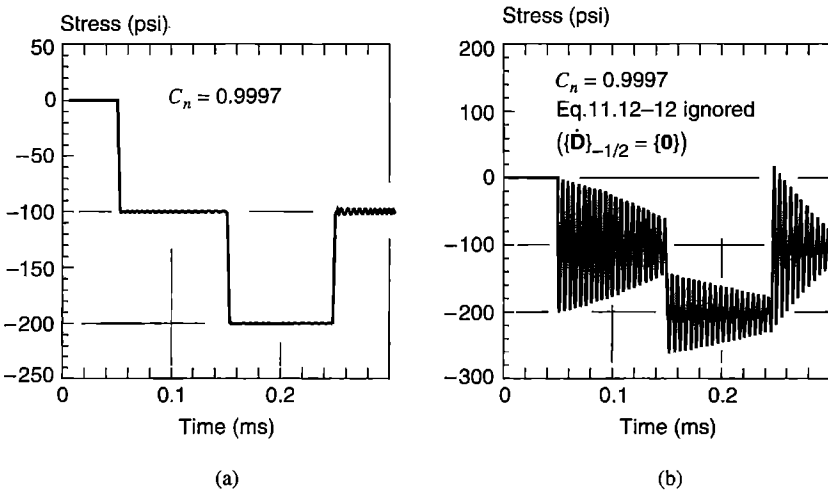 Stress (psi)
50
0
−50
−100
−150
−200
−250
0
0.1
0.2
Time (ms)
Cₙ = 0.9997
(a)
Stress (psi)
200
100
0
−100
−200
−300
0
0.1
0.2
Time (ms)
Cₙ = 0.9997
Eq.11.12–12 ignored
({Ḋ}₋₁/₂ = {0})
(b)